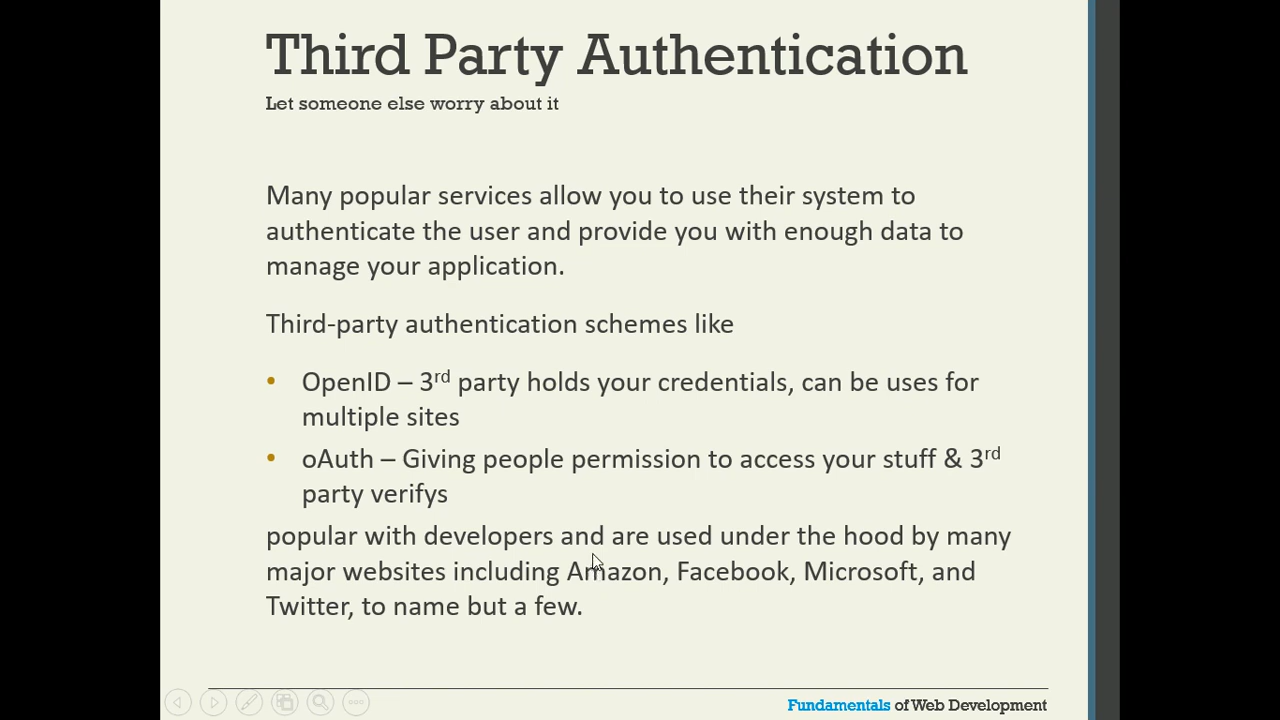 Third Party Authentication
Let someone else worry about it
Many popular services allow you to use their system to
authenticate the user and provide you with enough data to
manage your application.
Third-party authentication schemes like
• OpenID – 3rd party holds your credentials, can be uses for
multiple sites
• oAuth – Giving people permission to access your stuff & 3rd
party verifys
popular with developers and are used under the hood by many
major websites including Amazon, Facebook, Microsoft, and
Twitter, to name but a few.
Fundamentals of Web Development